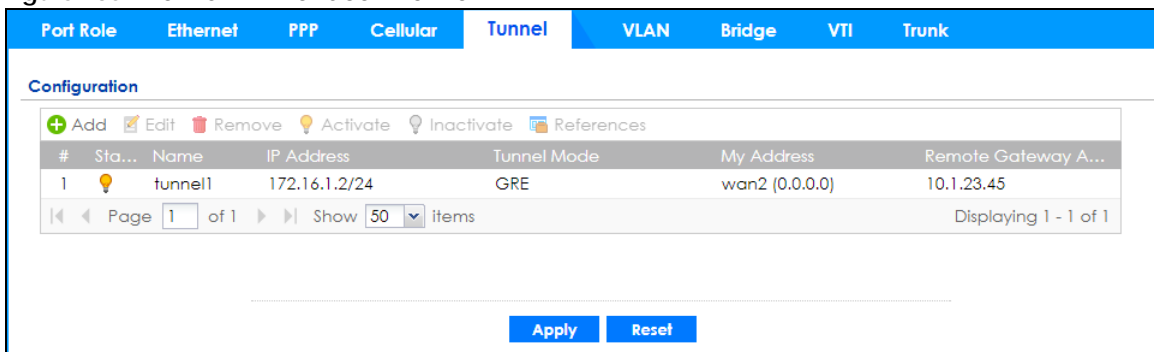 Port Role Ethernet PPP Cellular Tunnel VLAN Bridge VTI Trunk
Configuration
Add Edit Remove Activate Inactivate References
# Sta... Name IP Address Tunnel Mode My Address Remote Gateway A...
1 tunnel1 172.16.1.2/24 GRE wan2 (0.0.0.0) 10.1.23.45
Page 1 of 1 Show 50 items Displaying 1 - 1 of 1
Apply Reset